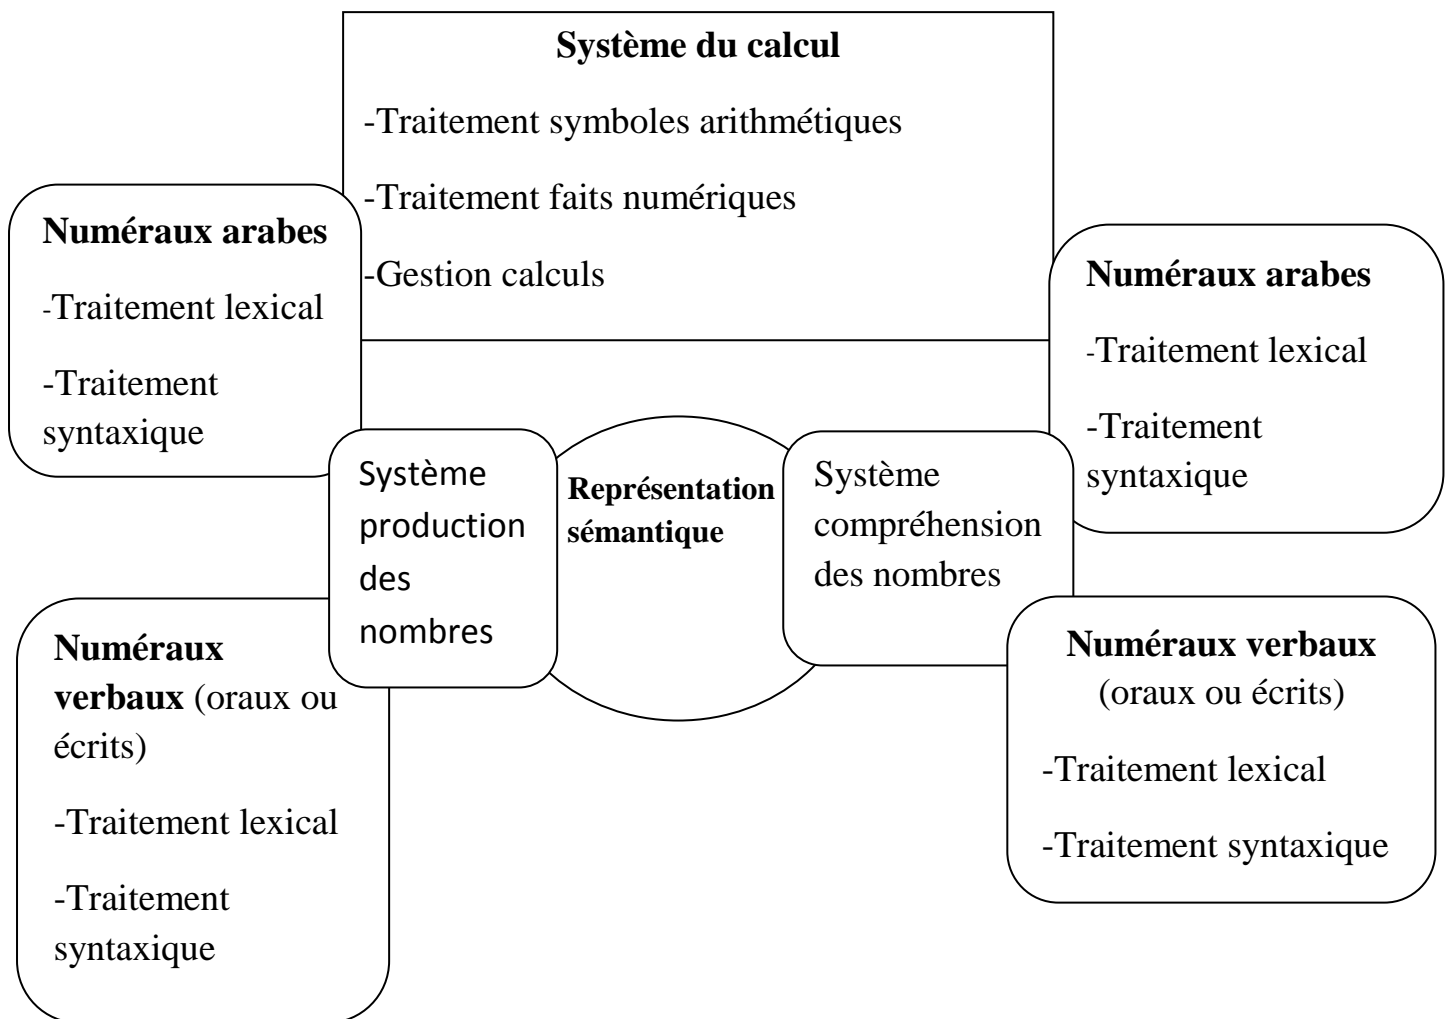 Système du calcul
-Traitement symboles arithmétiques
-Traitement faits numériques
-Gestion calculs
Numéraux arabes
-Traitement lexical
-Traitement
syntaxique
Numéraux arabes
-Traitement lexical
-Traitement
syntaxique
Système
production
des
nombres
Représentation
sémantique
Système
compréhension
des nombres
Numéraux
verbaux (oraux ou
écrits)
-Traitement lexical
-Traitement
syntaxique
Numéraux verbaux
(oraux ou écrits)
-Traitement lexical
-Traitement syntaxique